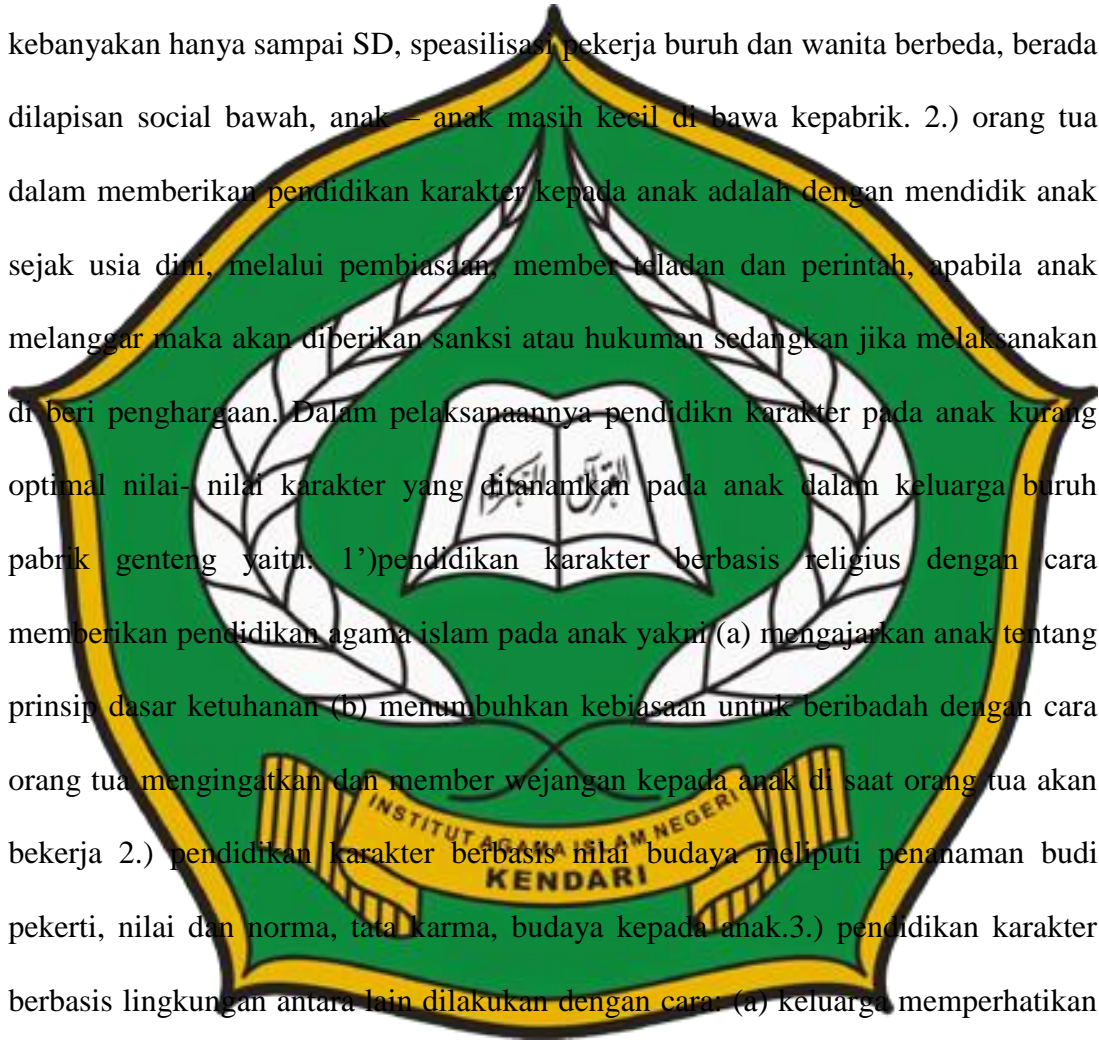 kebanyakan hanya sampai SD, speasilisasi pekerja buruh dan wanita berbeda, berada
dilapisan social bawah, anak – anak masih kecil di bawa kepabrik. 2.) orang tua
dalam memberikan pendidikan karakter kepada anak adalah dengan mendidik anak
sejak usia dini, melalui pembiasaan, member teladan dan perintah, apabila anak
melanggar maka akan diberikan sanksi atau hukuman sedangkan jika melaksanakan
di beri penghargaan. Dalam pelaksanaannya pendidikn karakter pada anak kurang
optimal nilai- nilai karakter yang ditanamkan pada anak dalam keluarga buruh
القرآن الكريم
pabrik genteng yaitu: 1’)pendidikan karakter berbasis religius dengan cara
memberikan pendidikan agama islam pada anak yakni (a) mengajarkan anak tentang
prinsip dasar ketuhanan (b) menumbuhkan kebiasaan untuk beribadah dengan cara
orang tua mengingatkan dan member wejangan kepada anak di saat orang tua akan
bekerja 2.) pendidikan karakter berbasis nilai budaya meliputi penanaman budi
INSTITUT AGAMA ISLAM NEGERI
KENDARI
pekerti, nilai dan norma, tata karma, budaya kepada anak.3.) pendidikan karakter
berbasis lingkungan antara lain dilakukan dengan cara: (a) keluarga memperhatikan